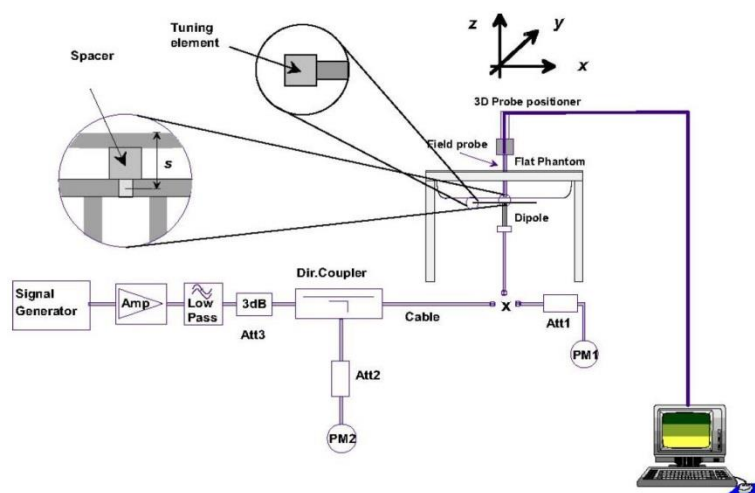 Tuning
element
Spacer
s
z
y
x
3D Probe positioner
Field probe
Flat Phantom
Dipole
Signal
Generator
Amp
Low
Pass
3dB
Att3
Dir.Coupler
Cable
x
Att1
PM1
Att2
PM2